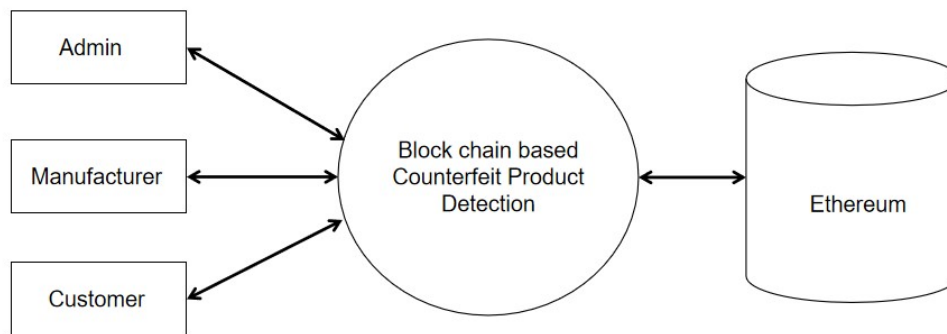 Admin
Manufacturer
Customer
Block chain based
Counterfeit Product
Detection
Ethereum